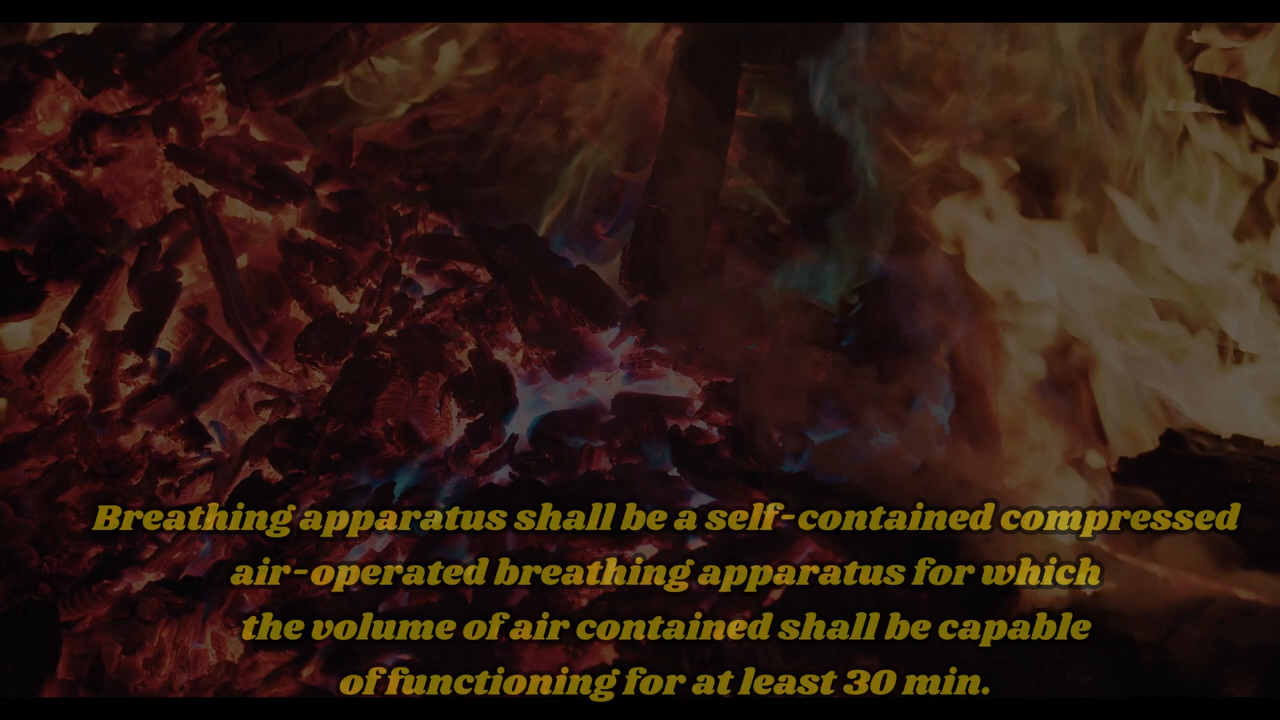 Breathing apparatus shall be a self-contained compressed
air-operated breathing apparatus for which
the volume of air contained shall be capable
of functioning for at least 30 min.